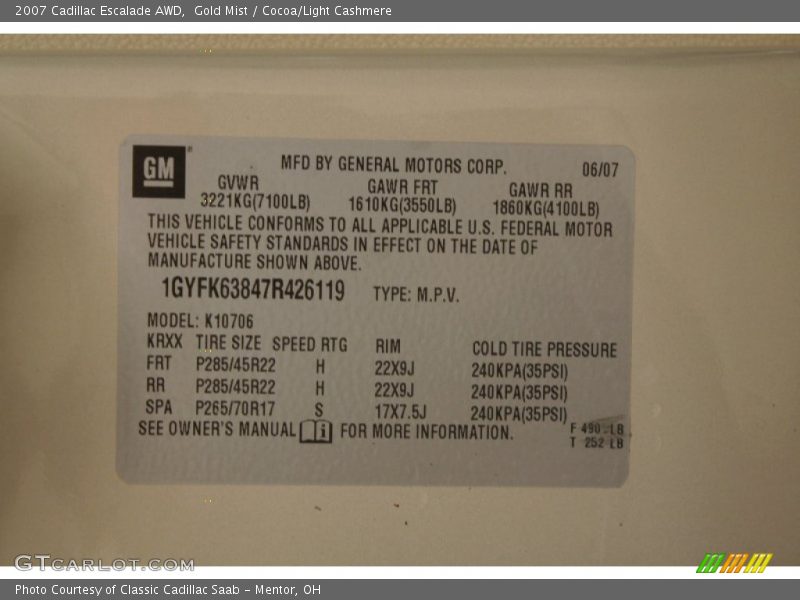 2007 Cadillac Escalade AWD,  Gold Mist / Cocoa/Light Cashmere
GM
MFD BY GENERAL MOTORS CORP.
06/07
GVWR GAWR FRT GAWR RR
3221KG(7100LB) 1610KG(3550LB) 1860KG(4100LB)
THIS VEHICLE CONFORMS TO ALL APPLICABLE U.S. FEDERAL MOTOR
VEHICLE SAFETY STANDARDS IN EFFECT ON THE DATE OF
MANUFACTURE SHOWN ABOVE.
1GYFK63847R426119 TYPE: M.P.V.
MODEL: K10706
KRXX TIRE SIZE SPEED RTG RIM COLD TIRE PRESSURE
FRT P285/45R22 H 22X9J 240KPA(35PSI)
RR P285/45R22 H 22X9J 240KPA(35PSI)
SPA P265/70R17 S 17X7.5J 240KPA(35PSI)
SEE OWNER'S MANUAL FOR MORE INFORMATION.
F 490 LB
T 252 LB
GTCARLOT.COM
Photo Courtesy of Classic Cadillac Saab - Mentor, OH